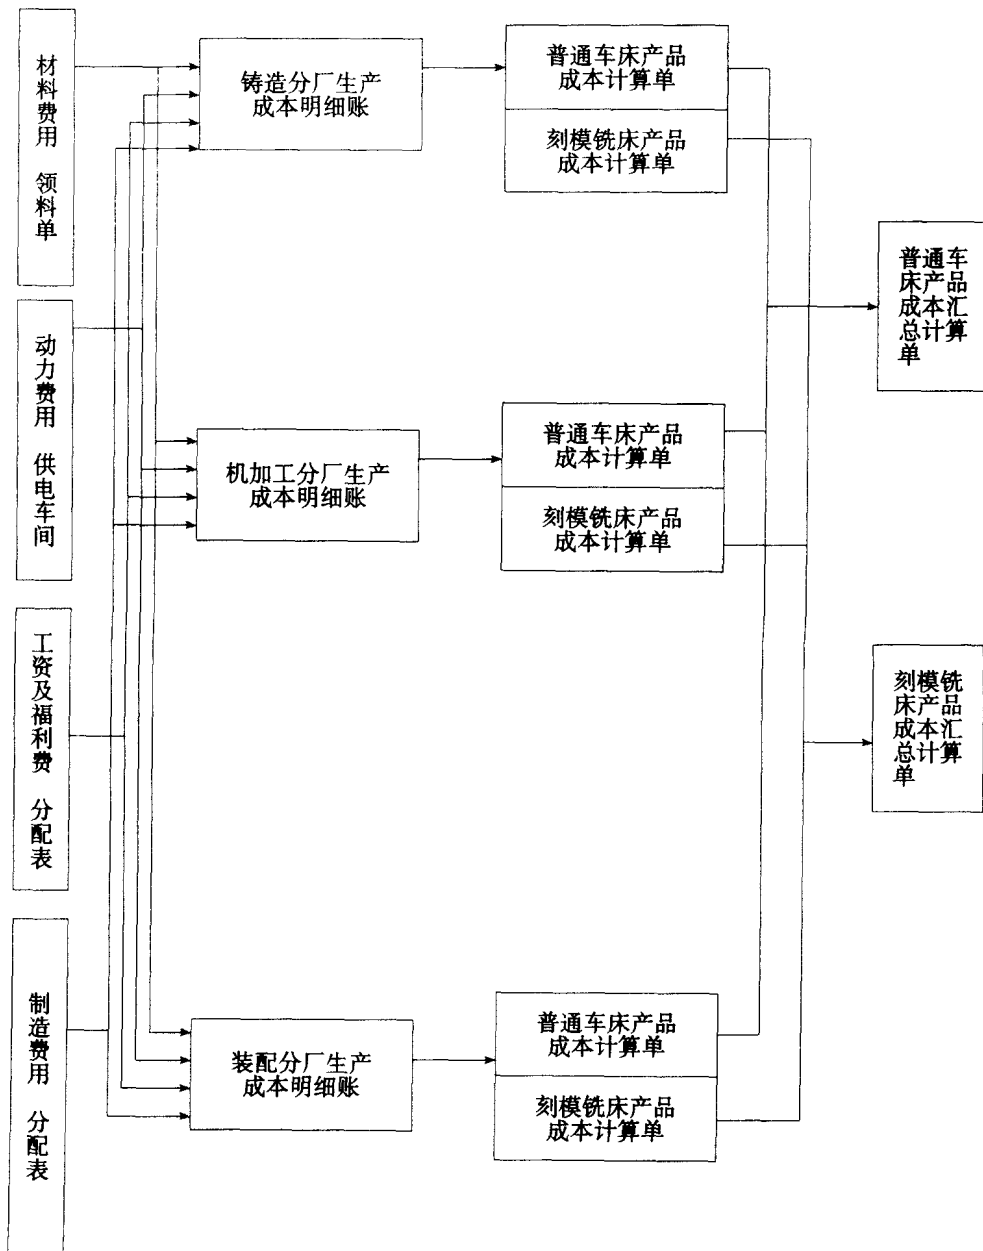 材料费用 领料单
动力费用 供电车间
工资及福利费 分配表
制造费用 分配表
铸造分厂生产
成本明细账
机加工分厂生产
成本明细账
装配分厂生产
成本明细账
普通车床产品
成本计算单
刻模铣床产品
成本计算单
普通车床产品
成本计算单
刻模铣床产品
成本计算单
普通车床产品
成本计算单
刻模铣床产品
成本计算单
普通车
床产品
成本汇
总计算
单
刻模铣
床产品
成本汇
总计算
单